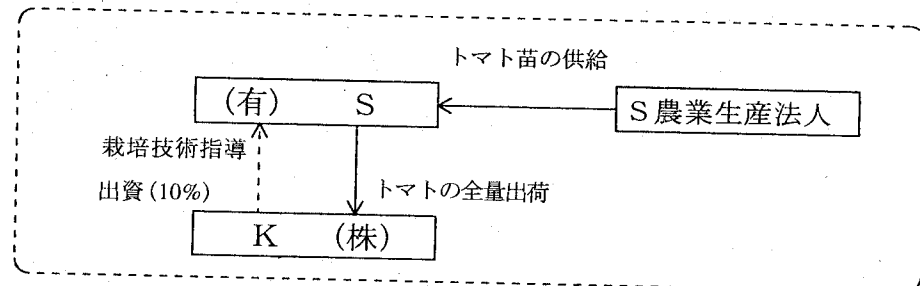 トマト苗の供給
(有) S
S農業生産法人
栽培技術指導
出資(10%)
トマトの全量出荷
K (株)